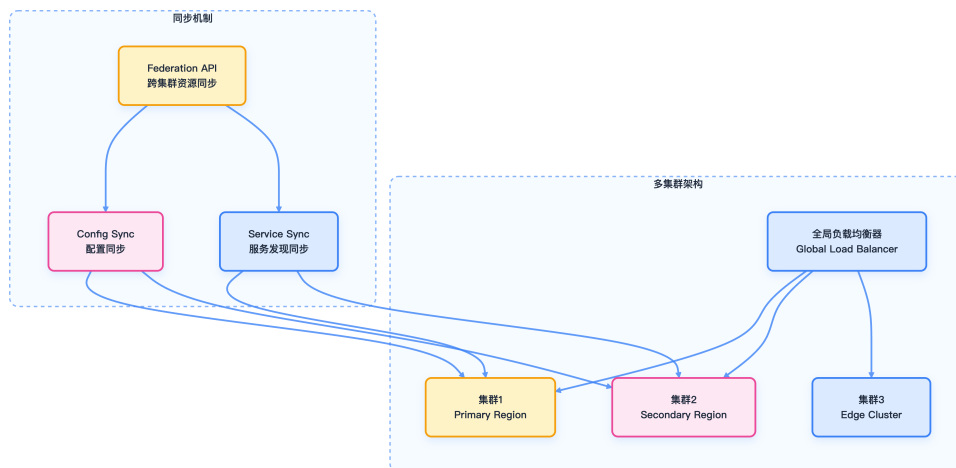 同步机制
Federation API
跨集群资源同步
Config Sync
配置同步
Service Sync
服务发现同步
多集群架构
全局负载均衡器
Global Load Balancer
集群1
Primary Region
集群2
Secondary Region
集群3
Edge Cluster